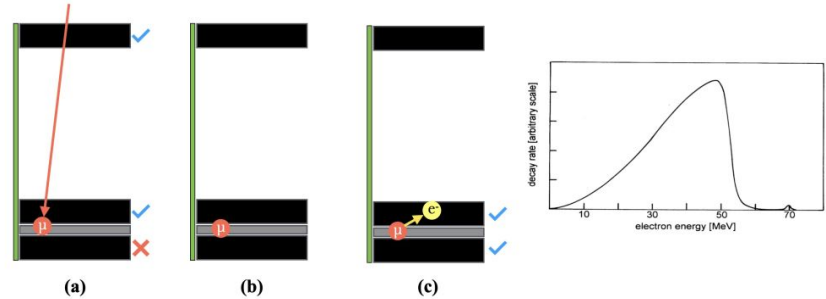 μ
μ
e⁻
μ
(a)
(b)
(c)
decay rate [arbitrary scale]
10
30
50
70
electron energy [MeV]